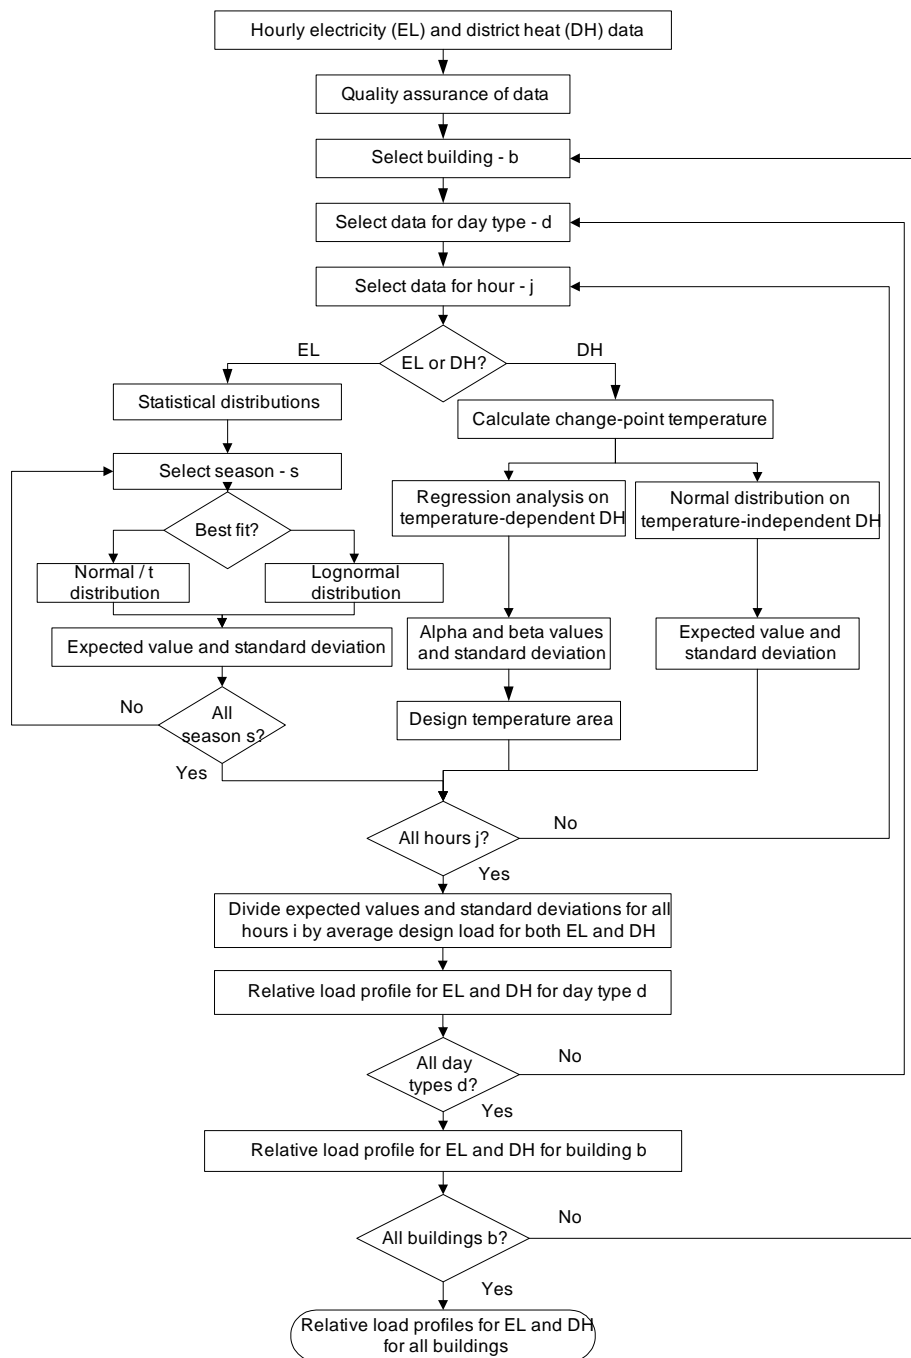 Hourly electricity (EL) and district heat (DH) data
Quality assurance of data
Select building - b
Select data for day type - d
Select data for hour - j
EL
EL or DH?
DH
Statistical distributions
Calculate change-point temperature
Select season - s
Regression analysis on
temperature-dependent DH
Normal distribution on
temperature-independent DH
Best fit?
Normal / t
distribution
Lognormal
distribution
Expected value and standard deviation
Alpha and beta values
and standard deviation
Expected value and
standard deviation
No
All
season s?
Design temperature area
Yes
All hours j?
No
Yes
Divide expected values and standard deviations for all
hours i by average design load for both EL and DH
Relative load profile for EL and DH for day type d
All day
types d?
No
Yes
Relative load profile for EL and DH for building b
All buildings b?
No
Yes
Relative load profiles for EL and DH
for all buildings